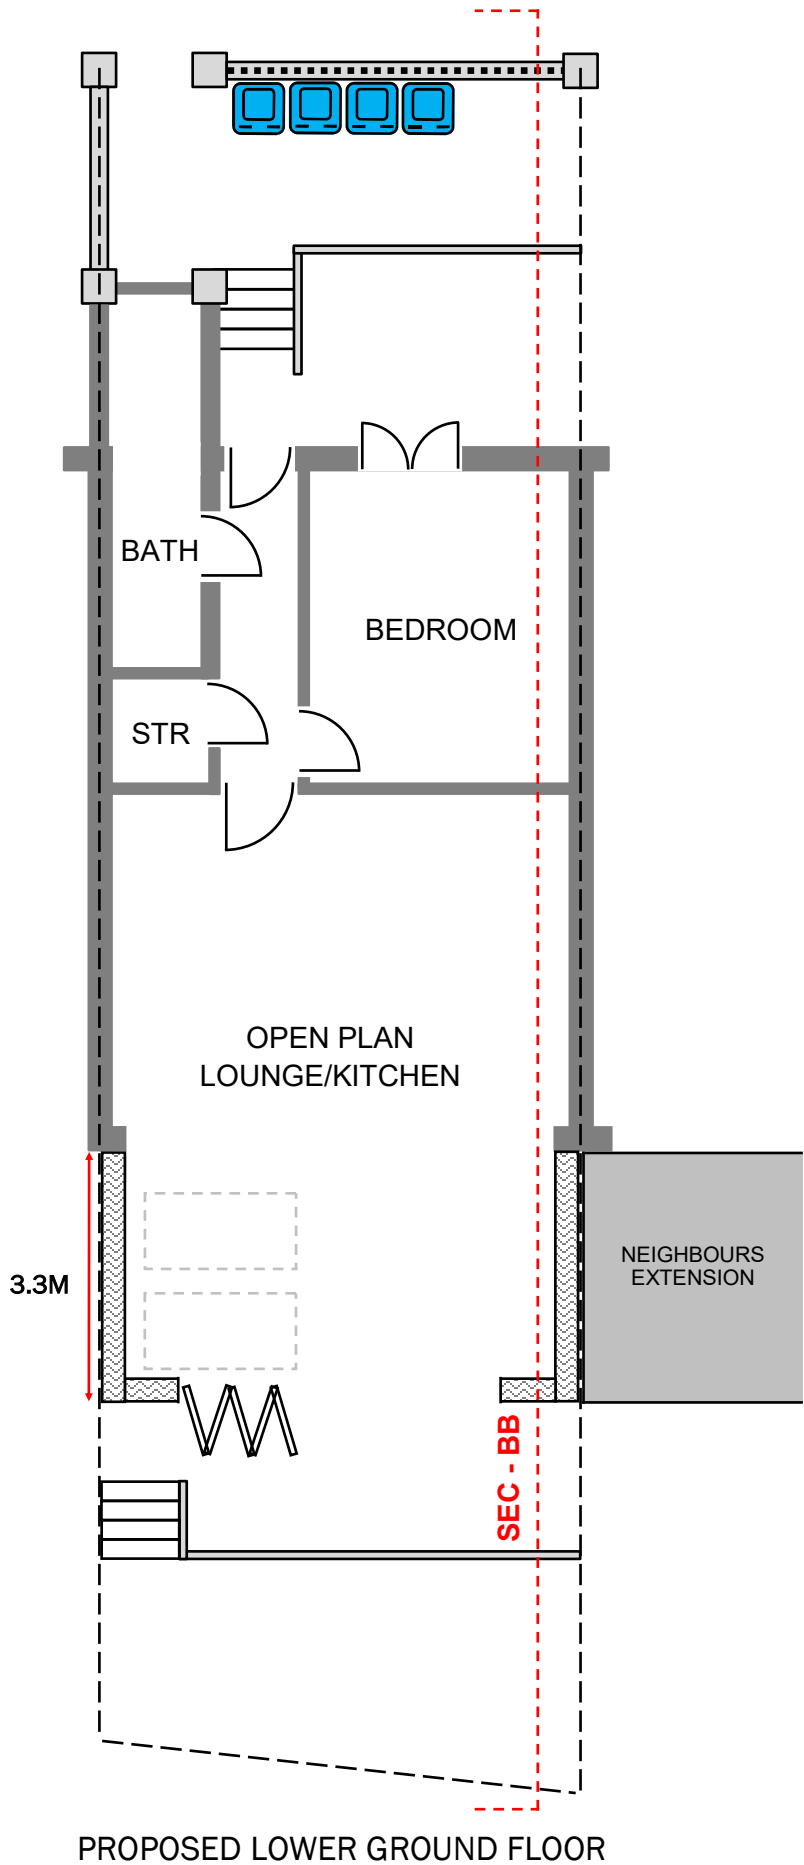 BATH
BEDROOM
STR
OPEN PLAN
LOUNGE/KITCHEN
NEIGHBOURS
EXTENSION
3.3M
SEC - BB
PROPOSED LOWER GROUND FLOOR